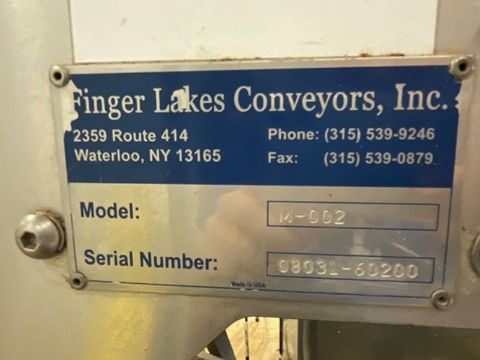 Finger Lakes Conveyors, Inc.
2359 Route 414 Phone: (315) 539-9246
Waterloo, NY 13165 Fax: (315) 539-0879
Model: M-002
Serial Number: 08031-60200
Made in USA